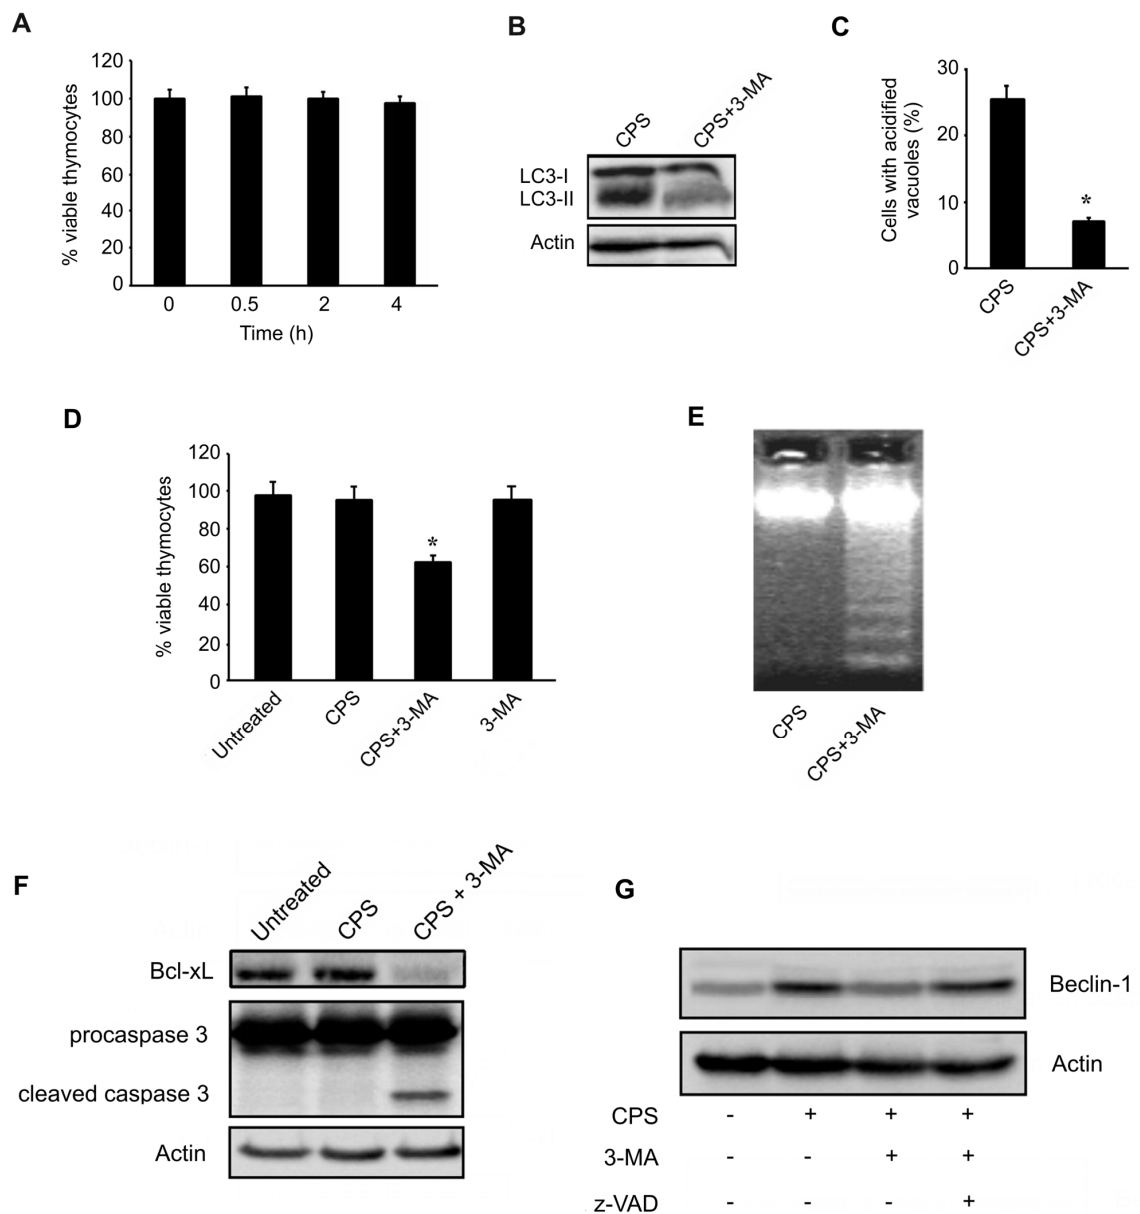 A
% viable thymocytes
120
100
80
60
40
20
0
0 0.5 2 4
Time (h)
B
CPS
CPS+3-MA
LC3-I
LC3-II
Actin
C
Cells with acidified
vacuoles (%)
30
20
10
0
*
CPS
CPS+3-MA
D
% viable thymocytes
120
100
80
60
40
20
0
*
Untreated
CPS
CPS+3-MA
3-MA
E
CPS
CPS+3-MA
F
Untreated
CPS
CPS + 3-MA
Bcl-xL
procaspase 3
cleaved caspase 3
Actin
G
Beclin-1
Actin
CPS - + + +
3-MA - - + +
z-VAD - - - +